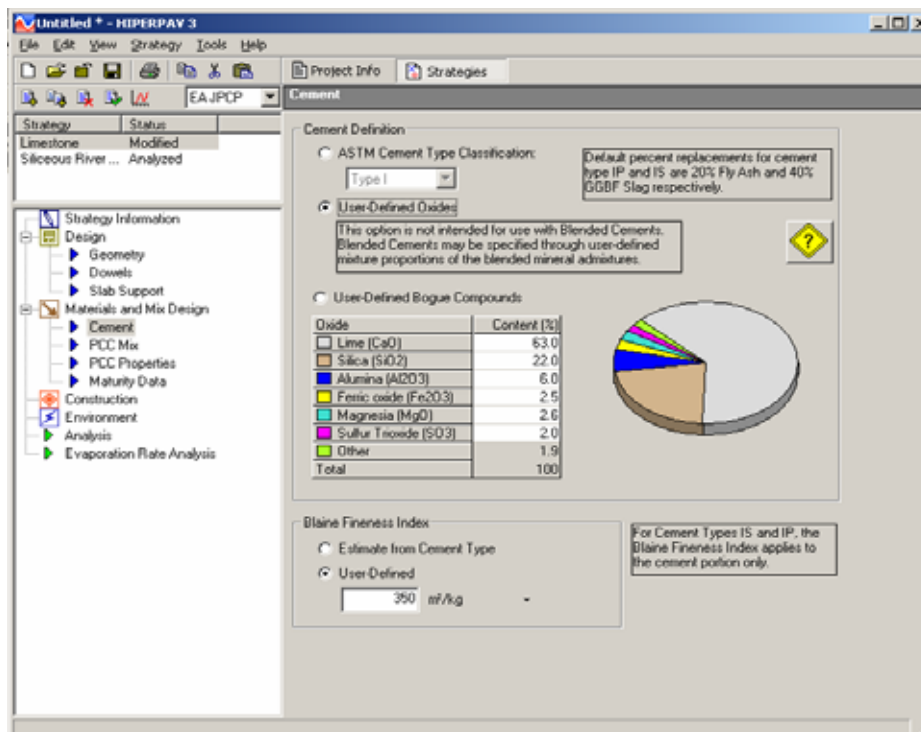 Untitled * - HIPERPAV 3
File Edit View Strategy Tools Help
EAJPCP
Project Info Strategies
Cement
Strategy Status
Limestone Modified
Siliceous River ... Analyzed
Strategy Information
Design
Geometry
Dowels
Slab Support
Materials and Mix Design
Cement
PCC Mix
PCC Properties
Maturity Data
Construction
Environment
Analysis
Evaporation Rate Analysis
Cement Definition
ASTM Cement Type Classification:
Type I
Default percent replacements for cement
type IP and IS are 20% Fly Ash and 40%
GGBF Slag respectively.
User-Defined Oxides
This option is not intended for use with Blended Cements.
Blended Cements may be specified through user-defined
mixture proportions of the blended mineral admixtures.
?
User-Defined Bogue Compounds
Oxide Content (%)
Lime (CaO) 63.0
Silica (SiO2) 22.0
Alumina (Al2O3) 6.0
Ferric oxide (Fe2O3) 2.5
Magnesia (MgO) 2.6
Sulfur Trioxide (SO3) 2.0
Other 1.9
Total 100
Blaine Fineness Index
Estimate from Cement Type
User-Defined
350 m²/kg -
For Cement Types IS and IP, the
Blaine Fineness Index applies to
the cement portion only.